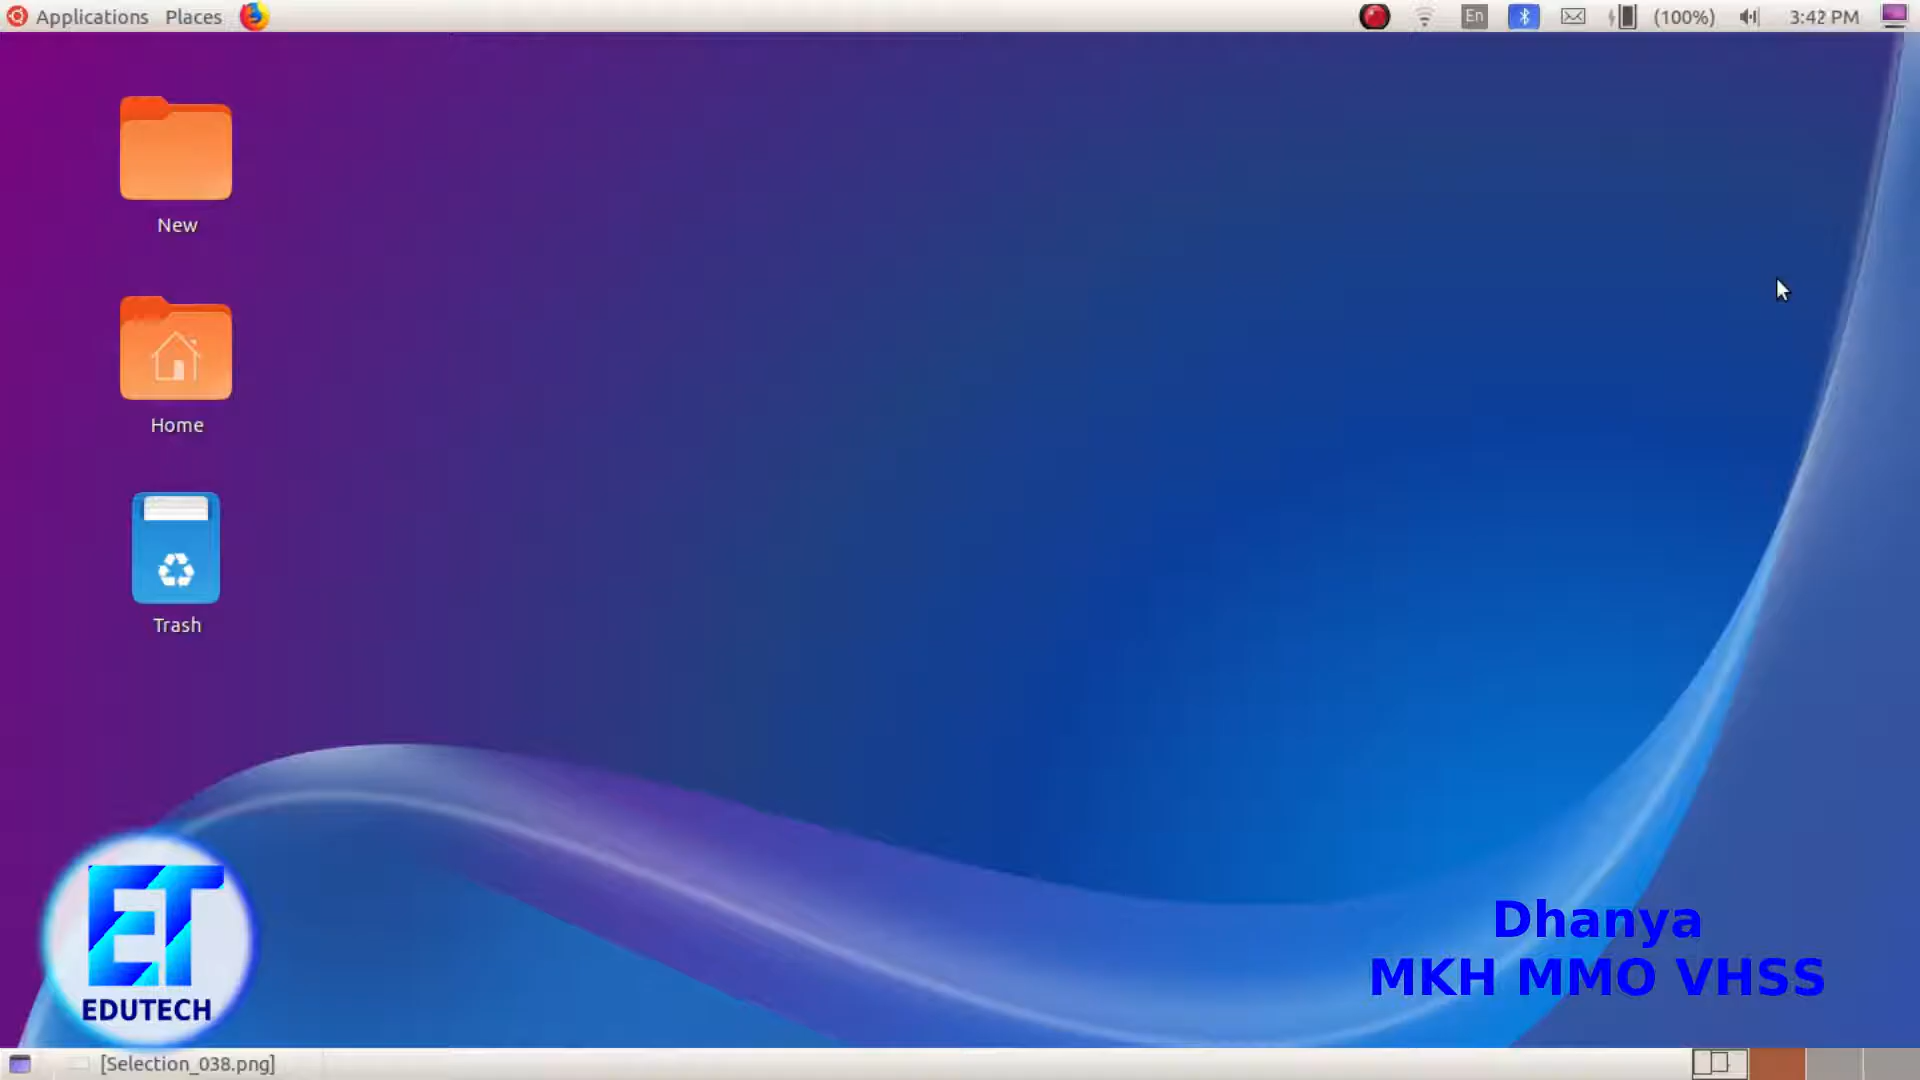 Applications Places
En
(100%)
3:42 PM
New
Home
Trash
ET
EDUTECH
Dhanya
MKH MMO VHSS
[Selection_038.png]